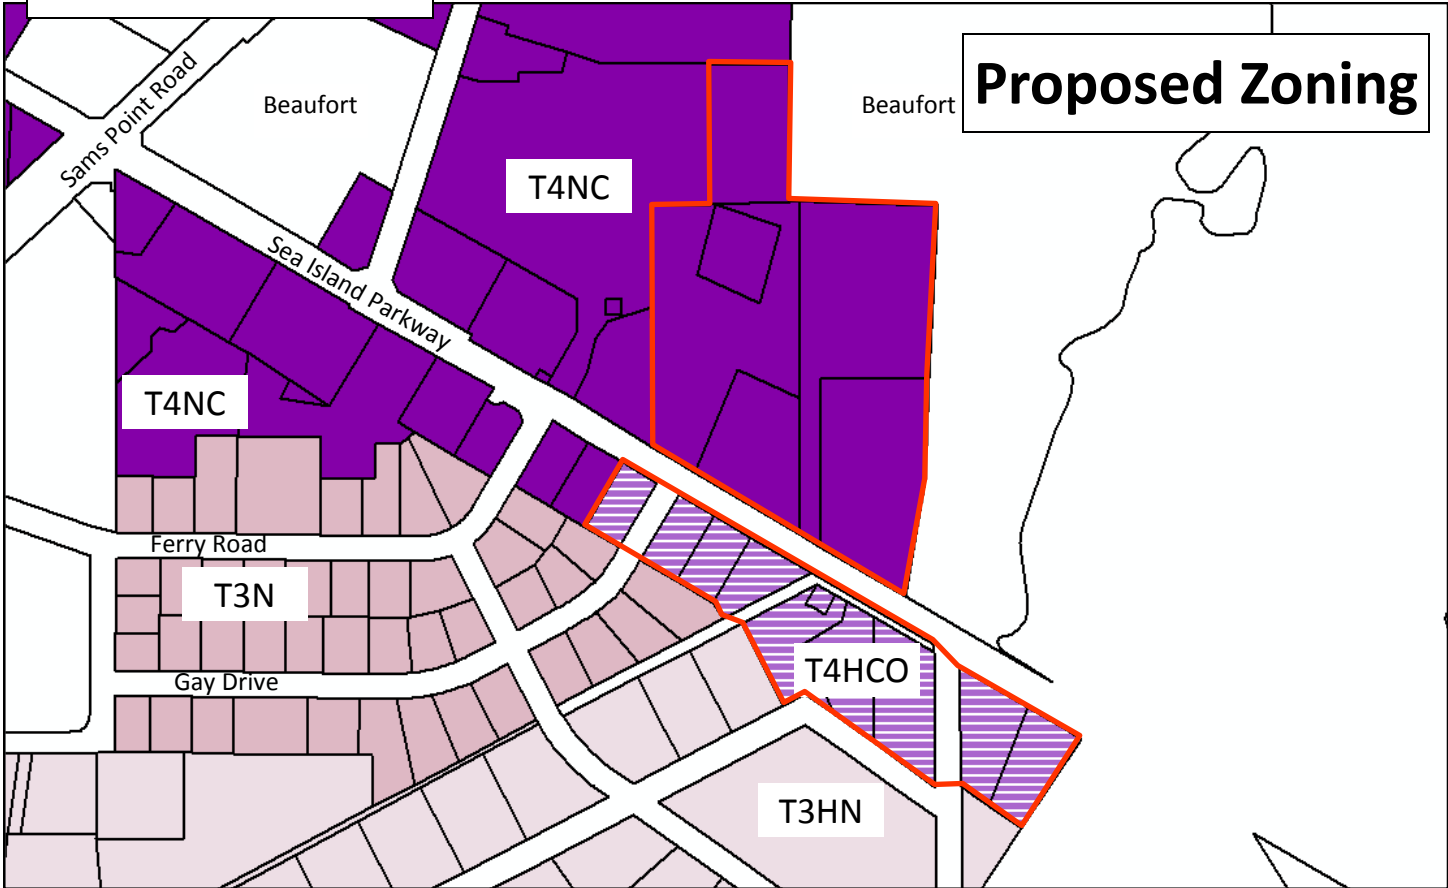 Proposed Zoning
Sams Point Road
Beaufort
Beaufort
T4NC
Sea Island Parkway
T4NC
Ferry Road
T3N
T4HCO
Gay Drive
T3HN